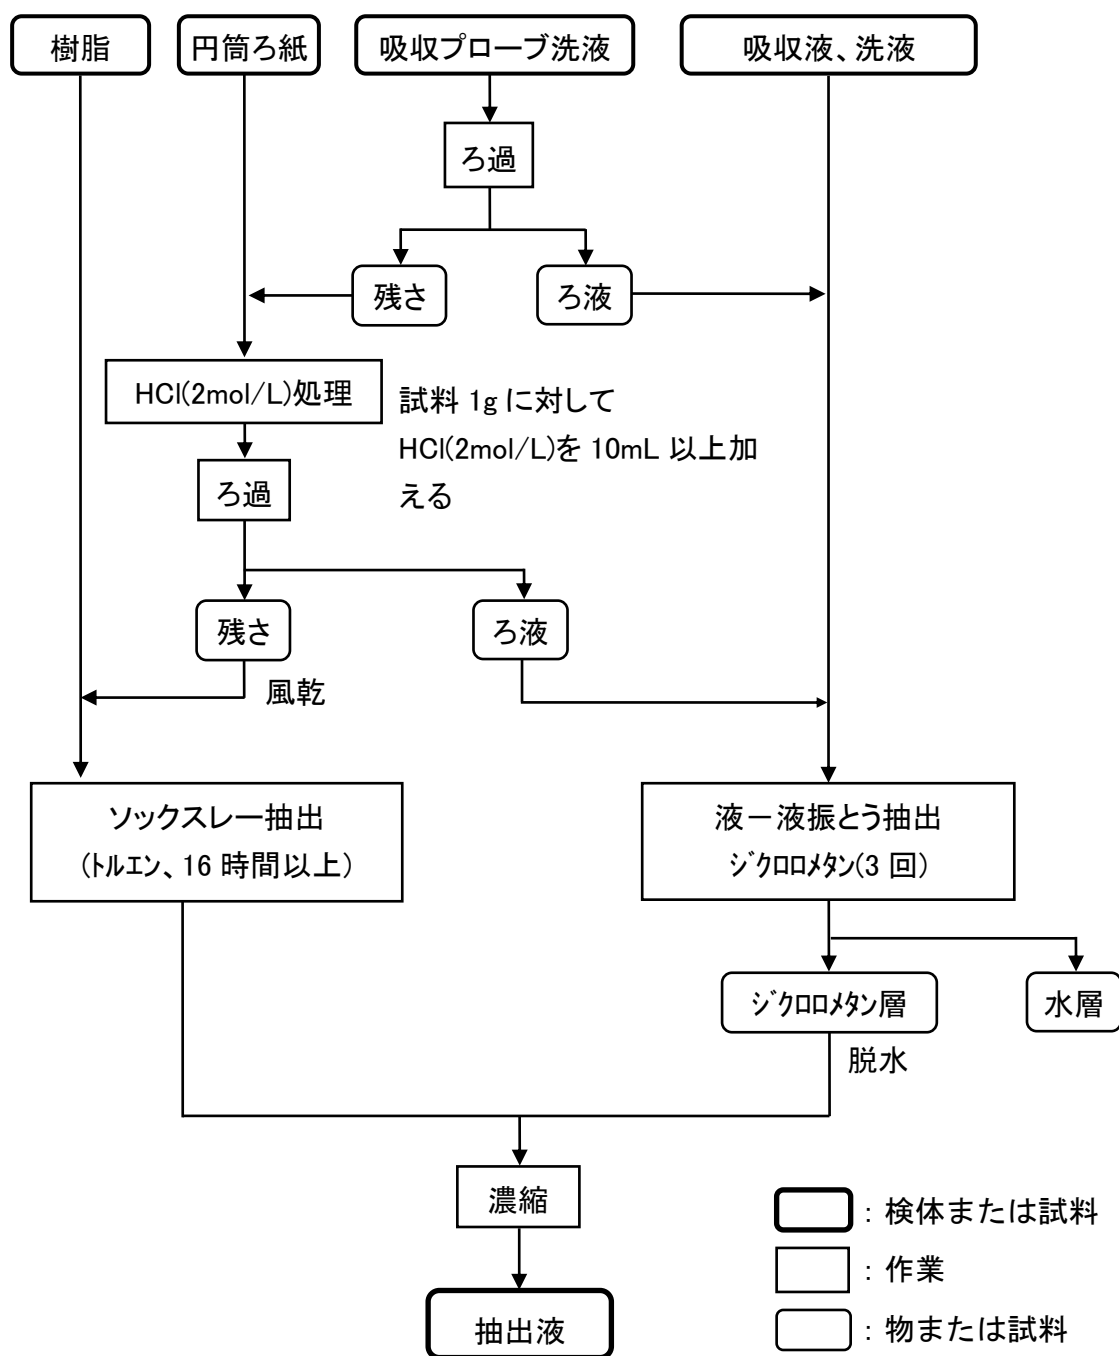 樹脂
円筒ろ紙
吸収プローブ洗液
吸収液、洗液
ろ過
残さ
ろ液
HCl(2mol/L)処理
試料 1g に対して
HCl(2mol/L)を 10mL 以上加
える
ろ過
残さ
ろ液
風乾
ソックスレー抽出
(ﾄﾙｴﾝ、16 時間以上)
液－液振とう抽出
ｼﾞｸﾛﾛﾒﾀﾝ(3 回)
ｼﾞｸﾛﾛﾒﾀﾝ層
水層
脱水
濃縮
抽出液
：検体または試料
：作業
：物または試料